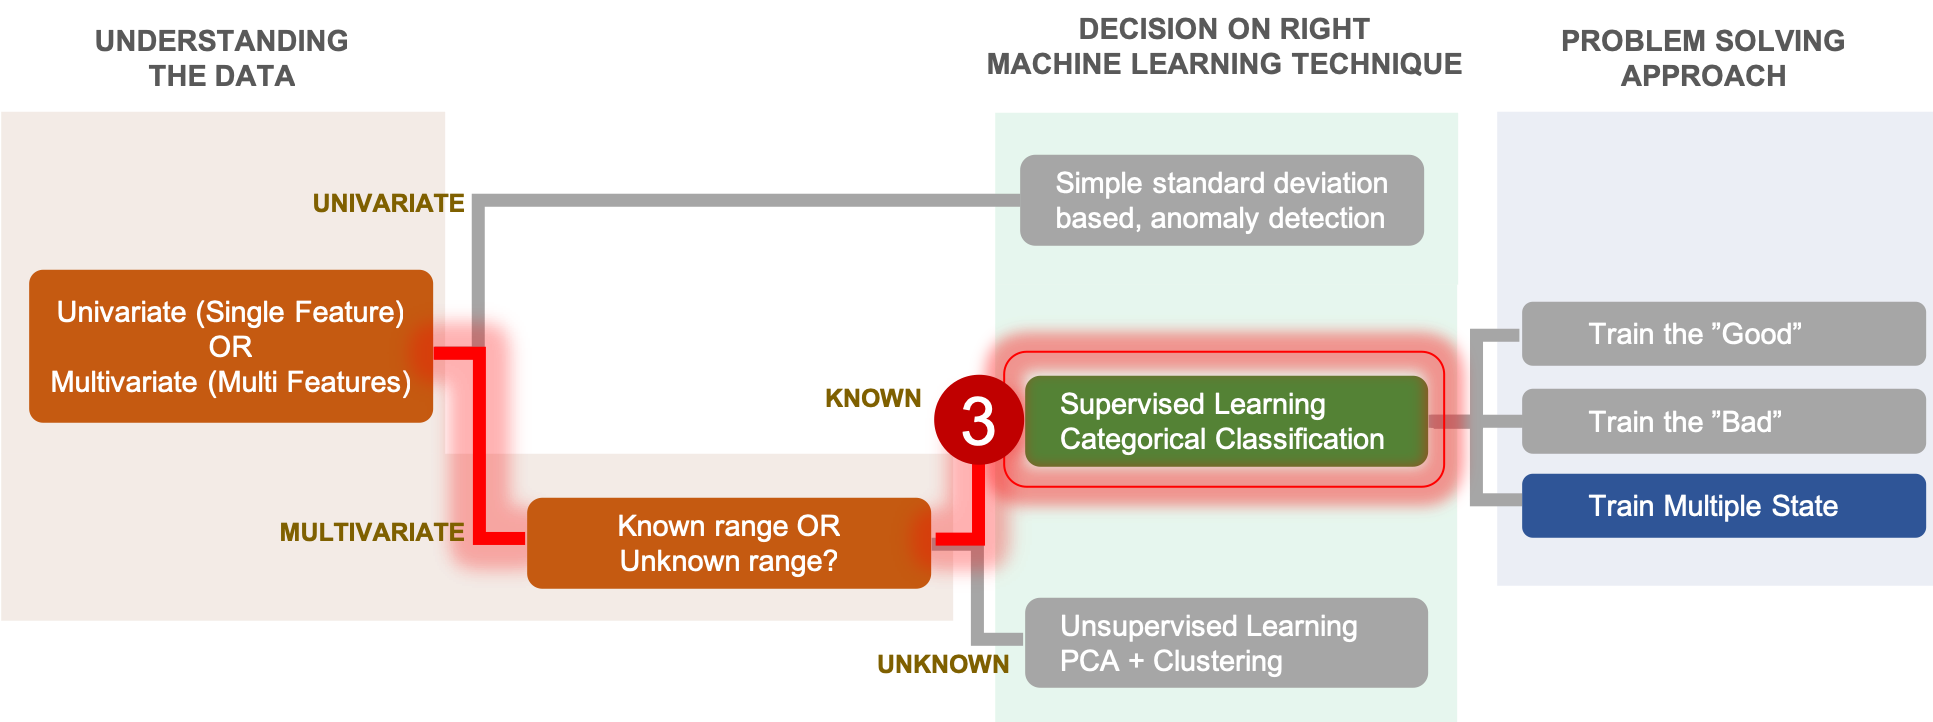 UNDERSTANDING
THE DATA
DECISION ON RIGHT
MACHINE LEARNING TECHNIQUE
PROBLEM SOLVING
APPROACH
UNIVARIATE
Simple standard deviation
based, anomaly detection
Univariate (Single Feature)
OR
Multivariate (Multi Features)
KNOWN
3
Supervised Learning
Categorical Classification
Train the ”Good”
Train the ”Bad”
Train Multiple State
MULTIVARIATE
Known range OR
Unknown range?
UNKNOWN
Unsupervised Learning
PCA + Clustering